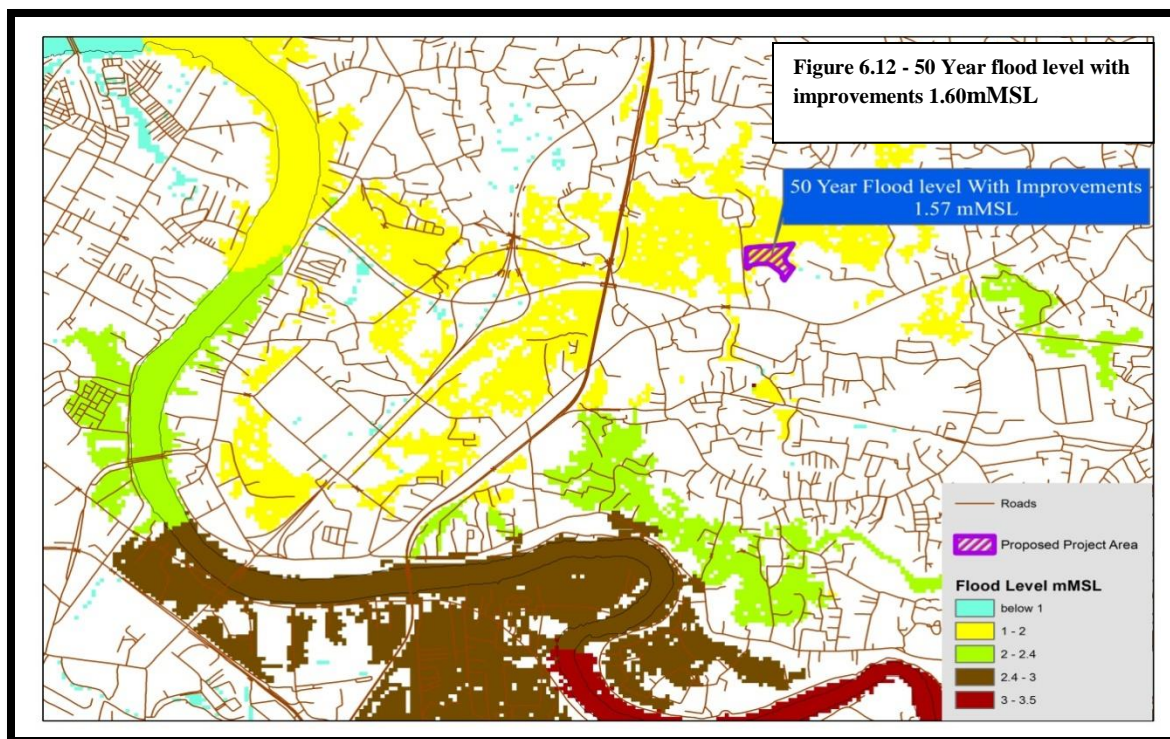 Figure 6.12 - 50 Year flood level with
improvements 1.60mMSL
50 Year Flood level With Improvements
1.57 mMSL
Roads
Proposed Project Area
Flood Level mMSL
below 1
1 - 2
2 - 2.4
2.4 - 3
3 - 3.5